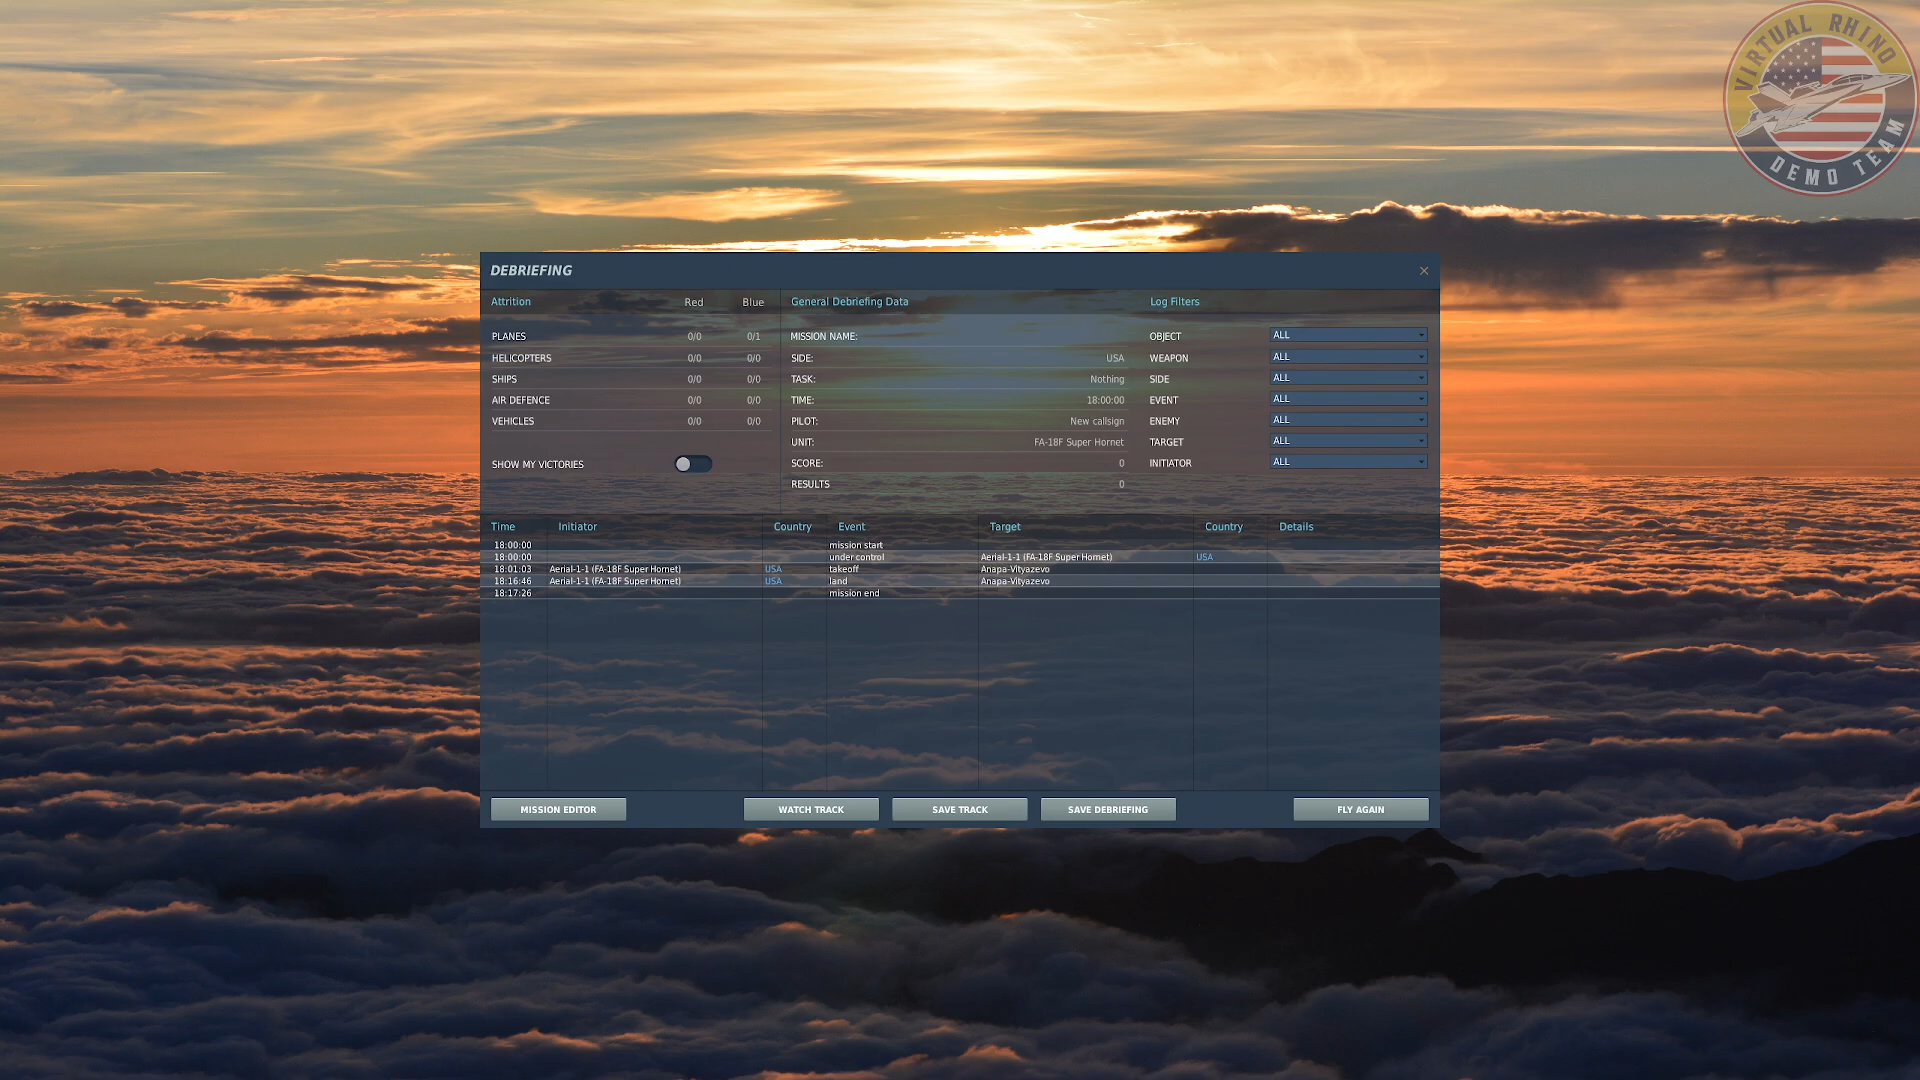 VIRTUAL RHINO
DEMO TEAM
DEBRIEFING
Attrition Red Blue
PLANES 0/0 0/1
HELICOPTERS 0/0 0/0
SHIPS 0/0 0/0
AIR DEFENCE 0/0 0/0
VEHICLES 0/0 0/0
SHOW MY VICTORIES
General Debriefing Data
MISSION NAME:
SIDE: USA
TASK: Nothing
TIME: 18:00:00
PILOT: New callsign
UNIT: FA-18F Super Hornet
SCORE: 0
RESULTS 0
Log Filters
OBJECT ALL
WEAPON ALL
SIDE ALL
EVENT ALL
ENEMY ALL
TARGET ALL
INITIATOR ALL
Time Initiator Country Event Target Country Details
18:00:00 mission start
18:00:00 under control Aerial-1-1 (FA-18F Super Hornet) USA
18:01:03 Aerial-1-1 (FA-18F Super Hornet) USA takeoff Anapa-Vityazevo
18:16:46 Aerial-1-1 (FA-18F Super Hornet) USA land Anapa-Vityazevo
18:17:26 mission end
MISSION EDITOR WATCH TRACK SAVE TRACK SAVE DEBRIEFING FLY AGAIN